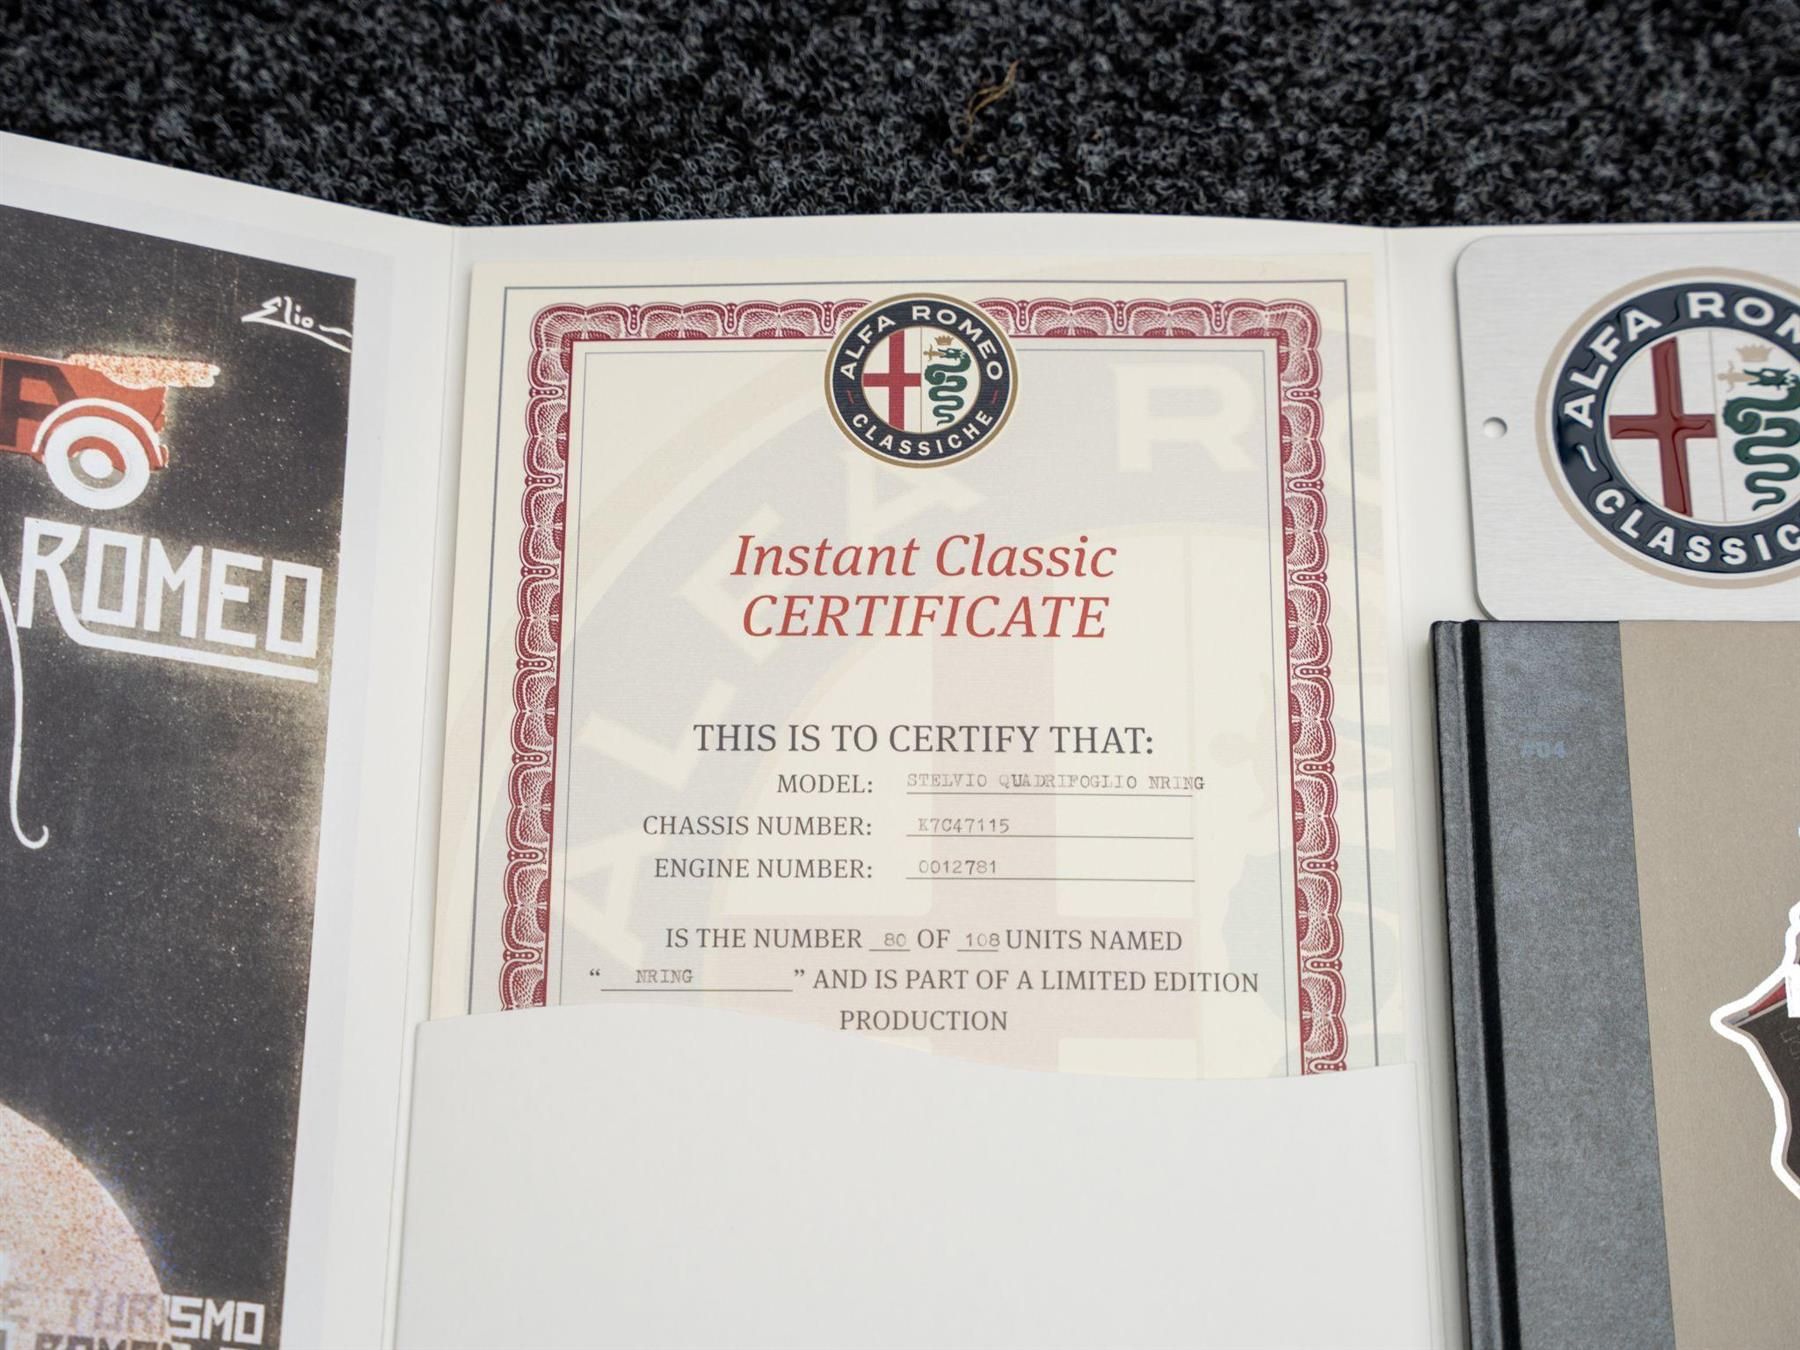 Elio
ROMEO
SMO
ALFA ROMEO
CLASSICHE
Instant Classic
CERTIFICATE
THIS IS TO CERTIFY THAT:
MODEL: STELVIO QUADRIFOGLIO NRING
CHASSIS NUMBER: K7C47115
ENGINE NUMBER: 0012781
IS THE NUMBER 80 OF 108 UNITS NAMED
“ NRING ” AND IS PART OF A LIMITED EDITION
PRODUCTION
ALFA ROM
CLASSIC
#04